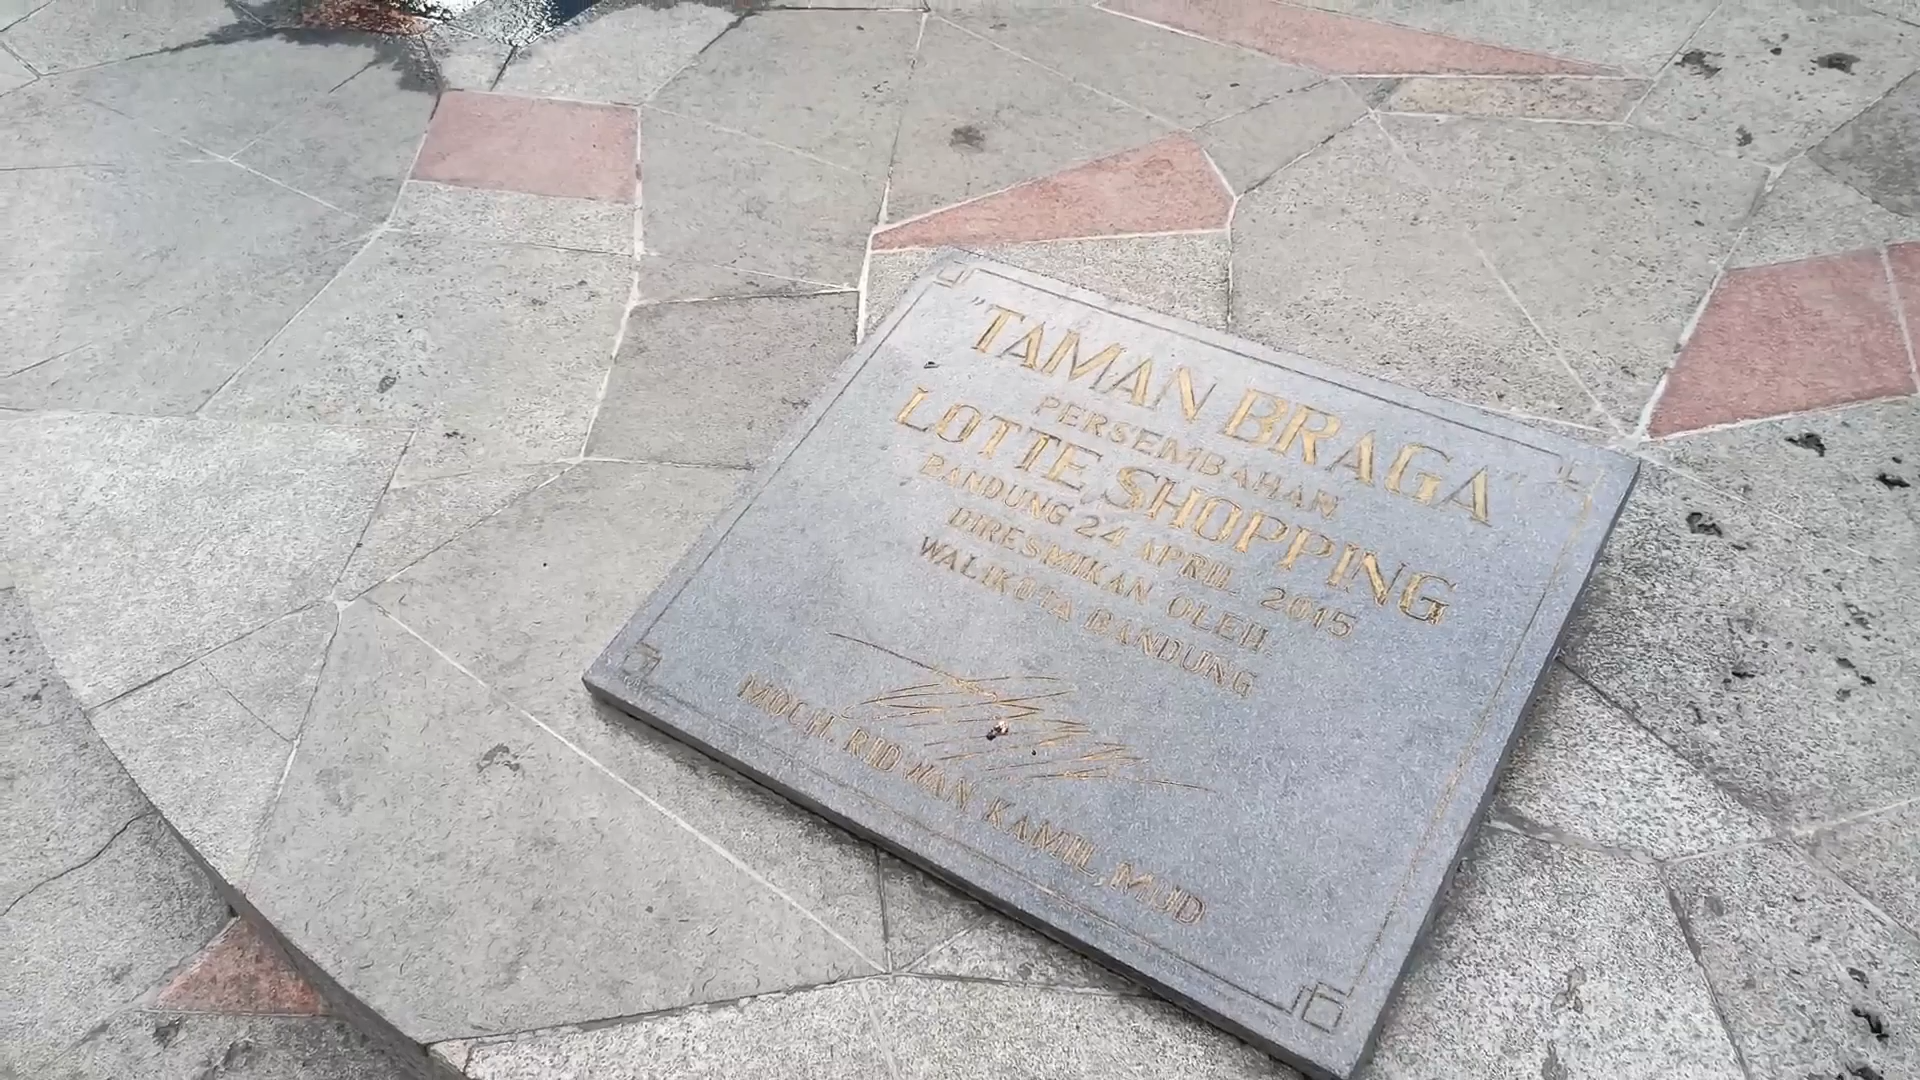 "TAMAN BRAGA"
PERSEMBAHAN
LOTTE SHOPPING
BANDUNG 24 APRIL 2015
DIRESMIKAN OLEH:
WALIKOTA BANDUNG
MOCH. RIDWAN KAMIL, MUD